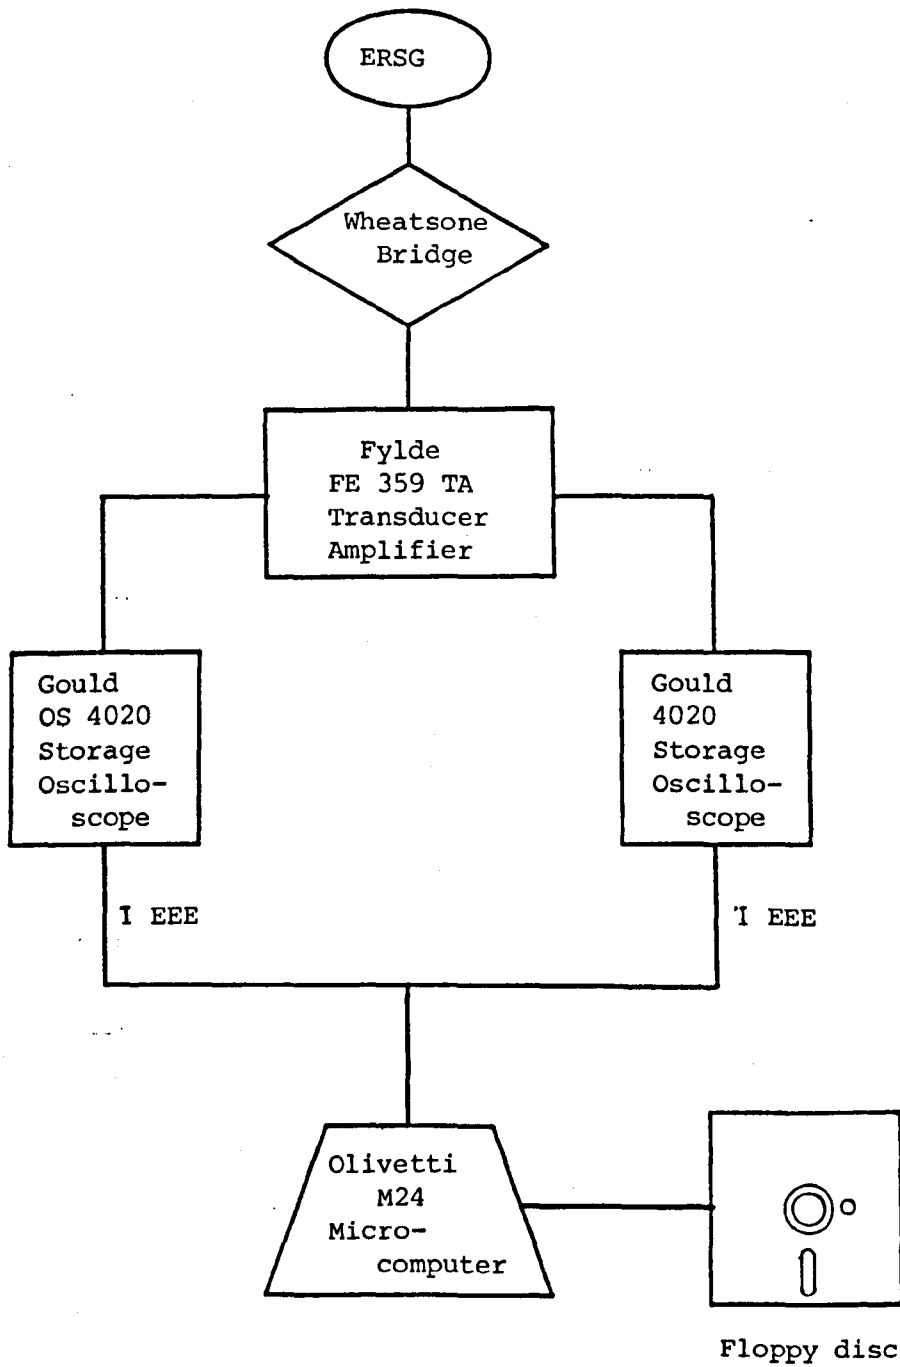 ERSG
Wheatsone
Bridge
Fylde
FE 359 TA
Transducer
Amplifier
Gould
OS 4020
Storage
Oscillo-
scope
Gould
4020
Storage
Oscillo-
scope
I EEE
I EEE
Olivetti
M24
Micro-
computer
Floppy disc